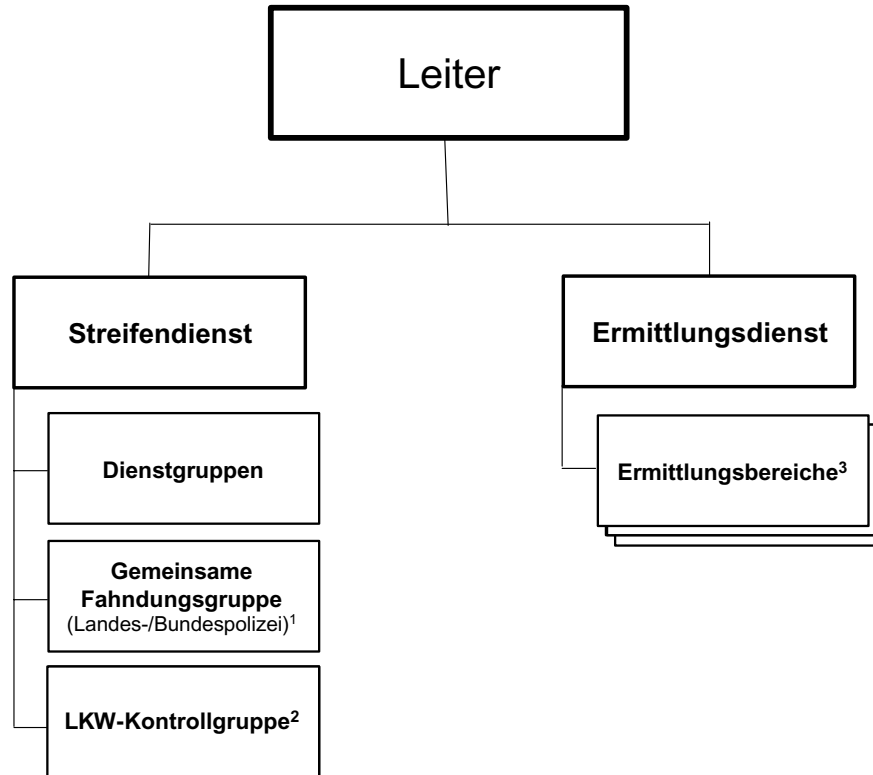 Leiter
Streifendienst
Dienstgruppen
Gemeinsame
Fahndungsgruppe
(Landes-/Bundespolizei)¹
LKW-Kontrollgruppe²
Ermittlungsdienst
Ermittlungsbereiche³